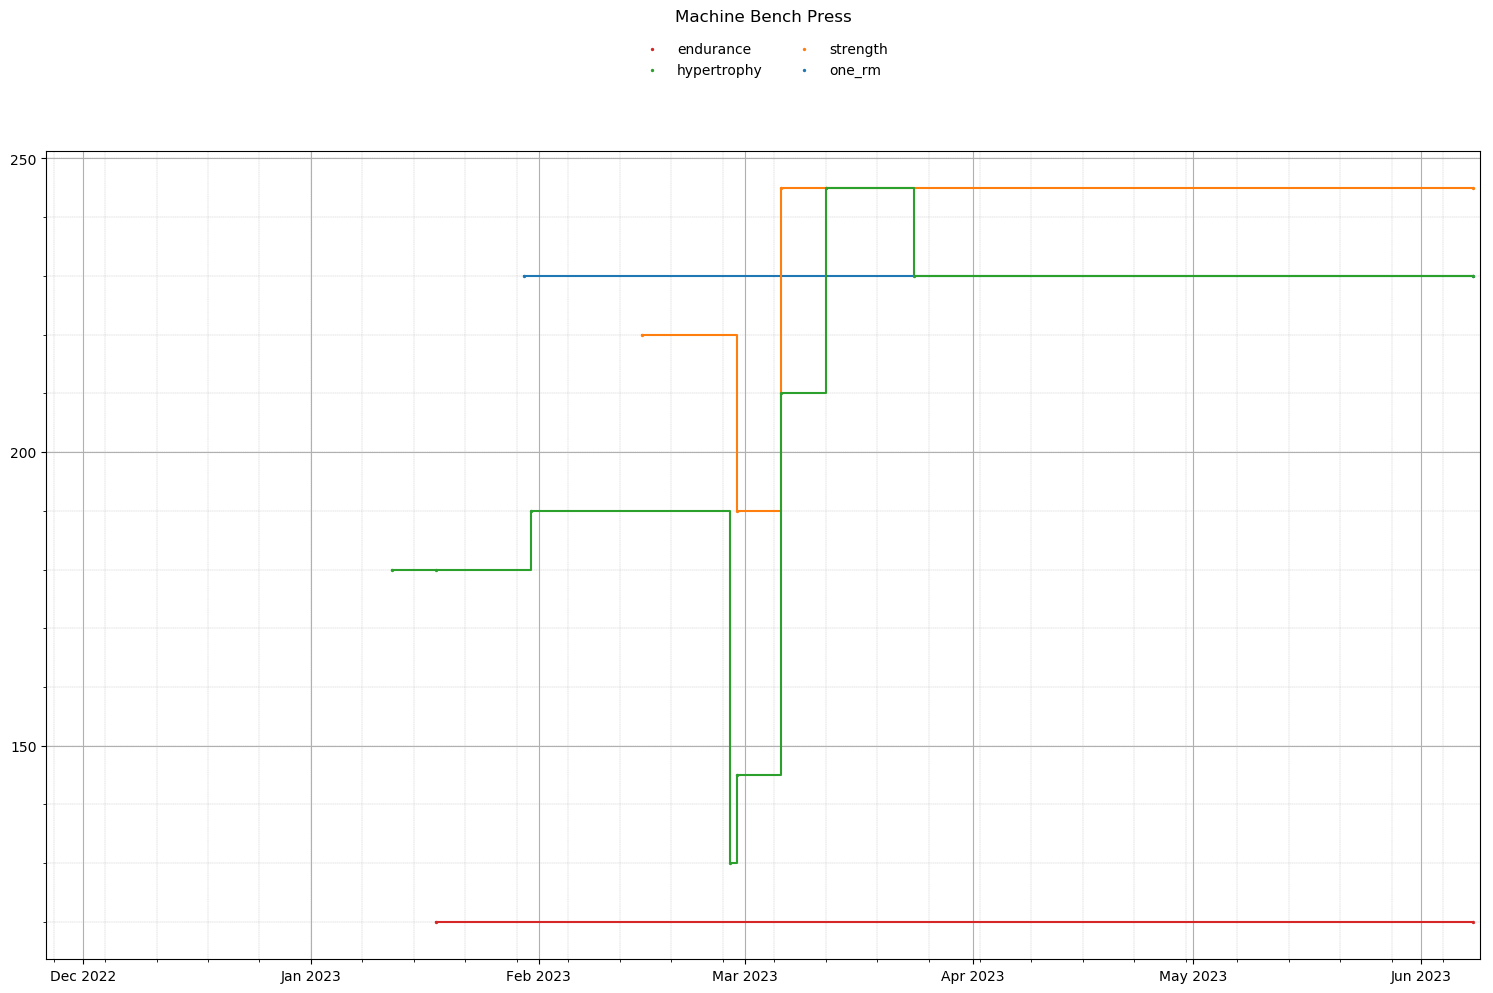 Machine Bench Press
endurance strength
hypertrophy one_rm
250
200
150
Dec 2022 Jan 2023 Feb 2023 Mar 2023 Apr 2023 May 2023 Jun 2023